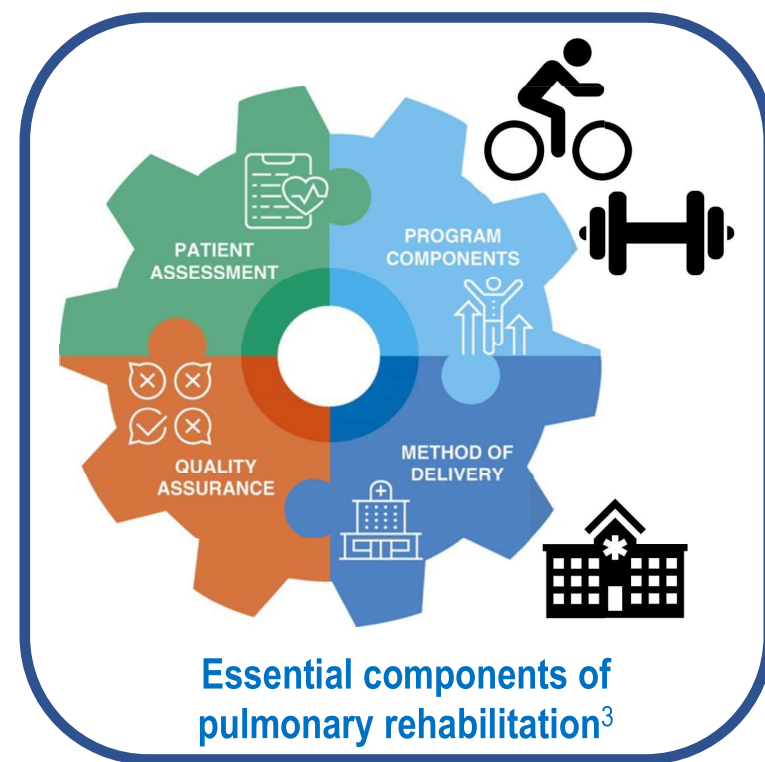 PATIENT
ASSESSMENT
PROGRAM
COMPONENTS
QUALITY
ASSURANCE
METHOD OF
DELIVERY
Essential components of
pulmonary rehabilitation³